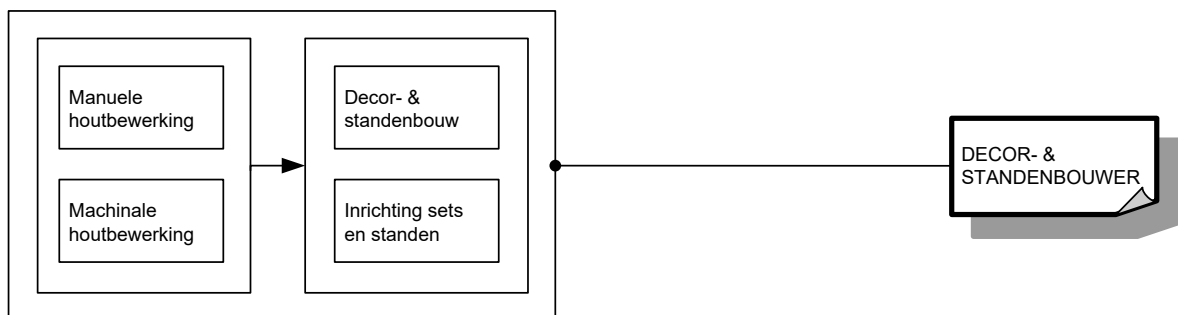 Manuele
houtbewerking
Machinale
houtbewerking
Decor- &
standenbouw
Inrichting sets
en standen
DECOR- &
STANDENBOUWER